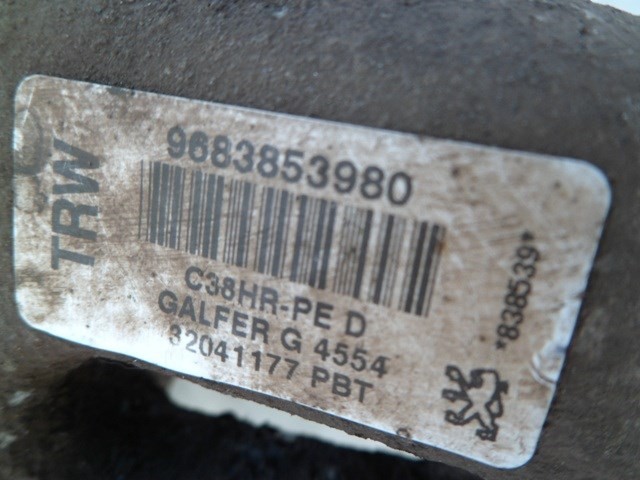 TRW
9683853980
C38HR-PE D
GALFER G 4554
32041177 PBT
*838539*